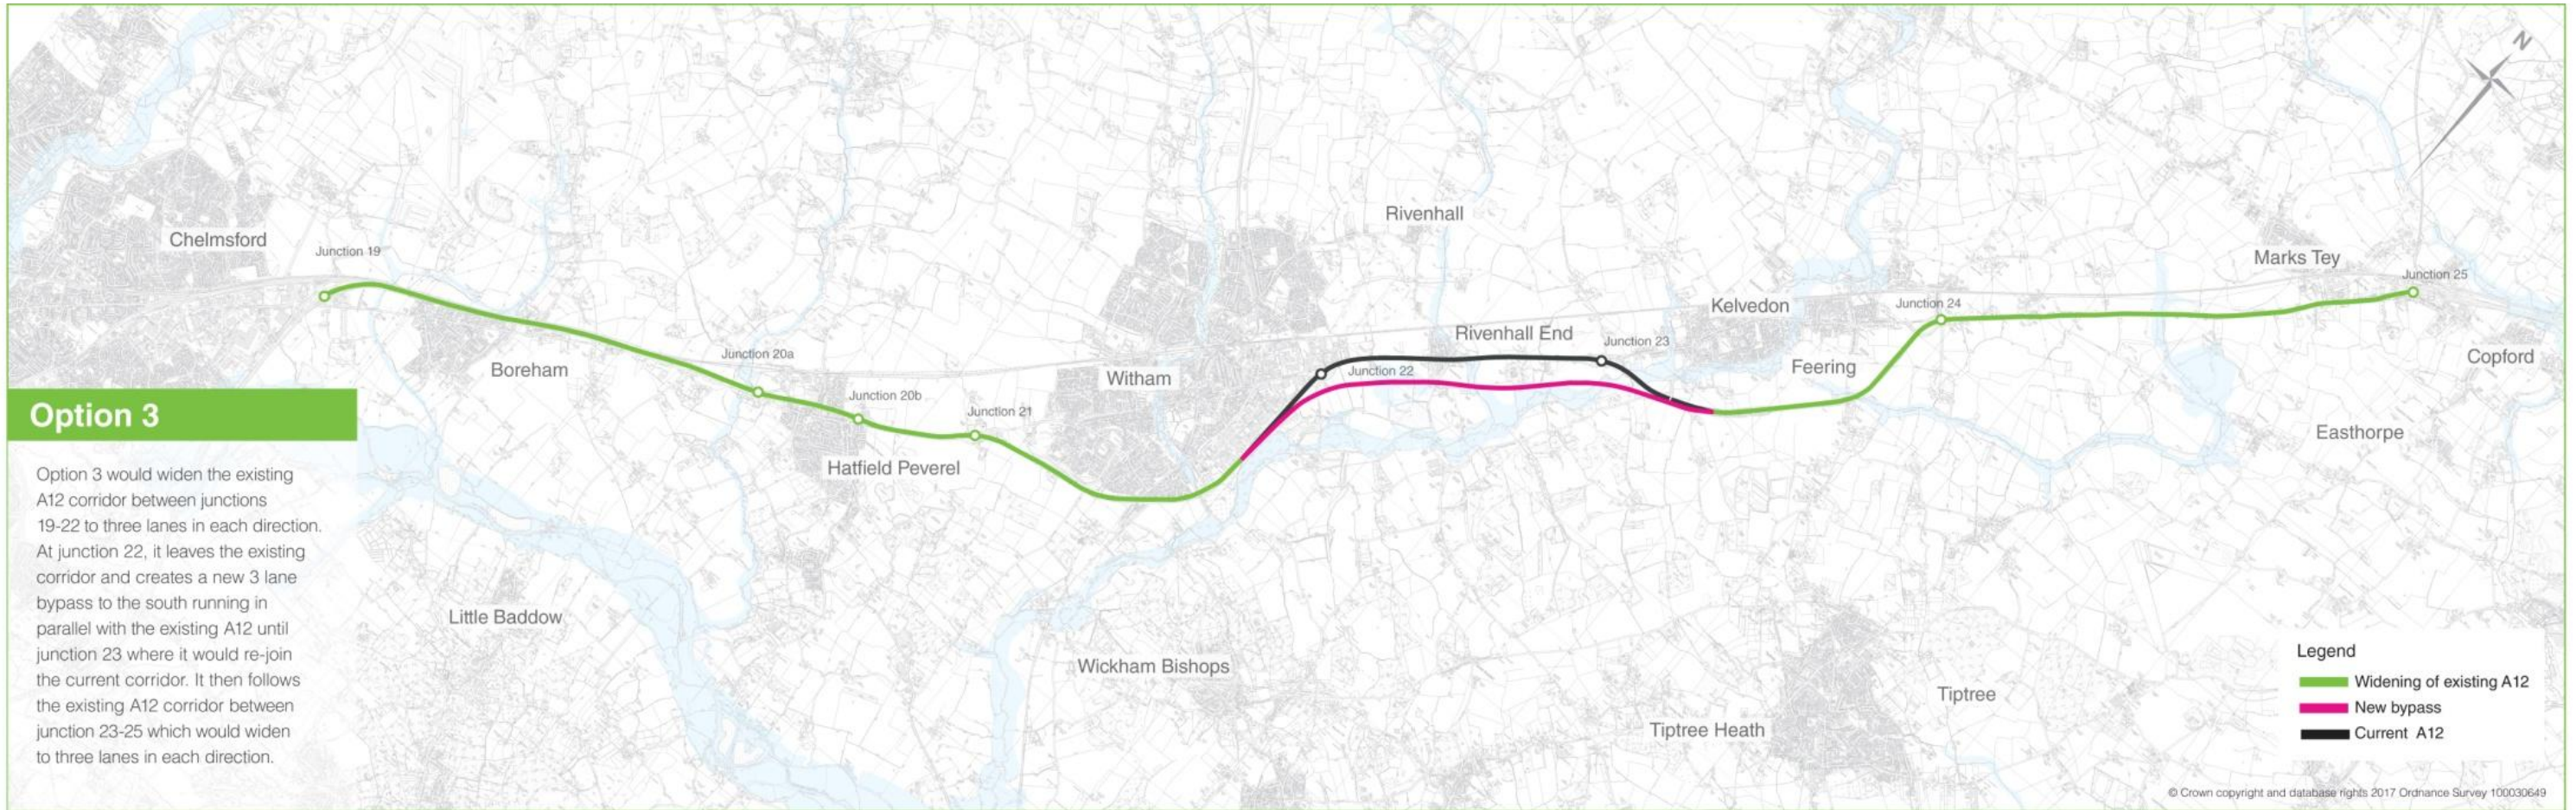 N
Rivenhall
Chelmsford
Junction 19
Marks Tey
Junction 25
Kelvedon
Junction 24
Rivenhall End
Junction 23
Junction 20a
Boreham
Witham
Junction 22
Feering
Copford
Junction 20b
Junction 21
Hatfield Peverel
Easthorpe
Option 3
Option 3 would widen the existing
A12 corridor between junctions
19-22 to three lanes in each direction.
At junction 22, it leaves the existing
corridor and creates a new 3 lane
bypass to the south running in
parallel with the existing A12 until
junction 23 where it would re-join
the current corridor. It then follows
the existing A12 corridor between
junction 23-25 which would widen
to three lanes in each direction.
Little Baddow
Wickham Bishops
Tiptree
Tiptree Heath
Legend
Widening of existing A12
New bypass
Current A12
© Crown copyright and database rights 2017 Ordnance Survey 100030649